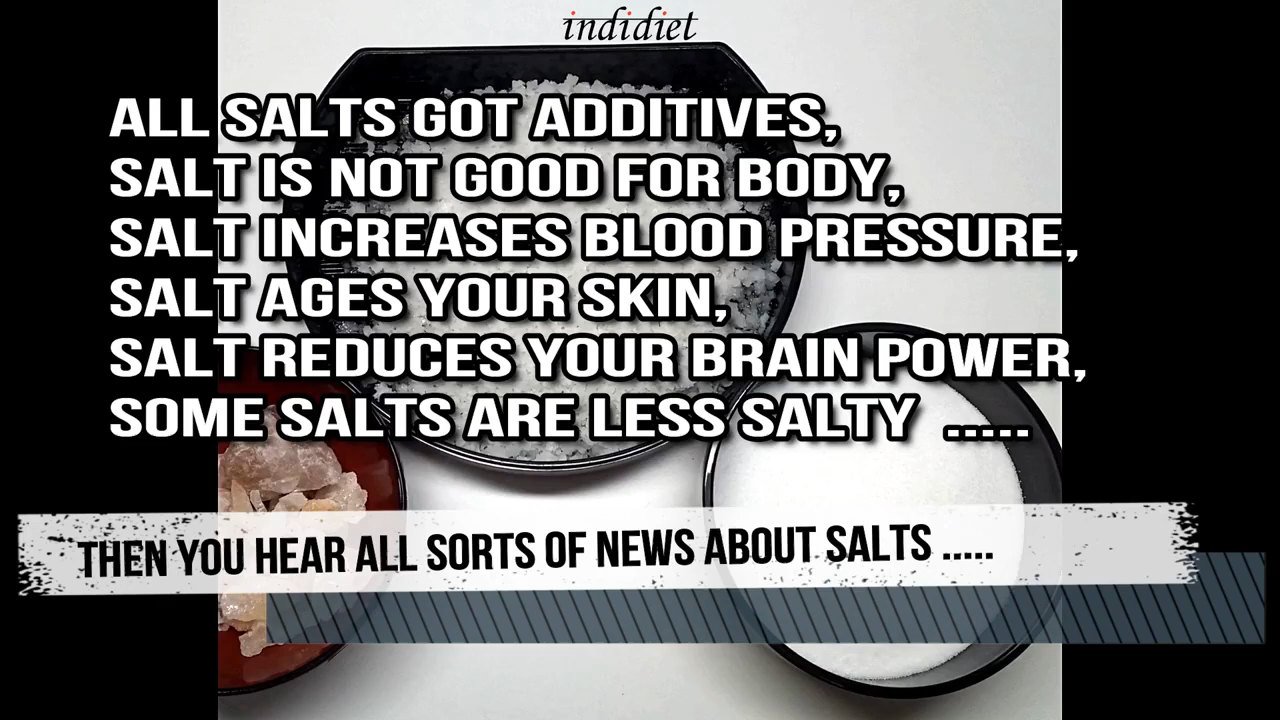 indidiet
ALL SALTS GOT ADDITIVES,
SALT IS NOT GOOD FOR BODY,
SALT INCREASES BLOOD PRESSURE,
SALT AGES YOUR SKIN,
SALT REDUCES YOUR BRAIN POWER,
SOME SALTS ARE LESS SALTY .....
THEN YOU HEAR ALL SORTS OF NEWS ABOUT SALTS .....